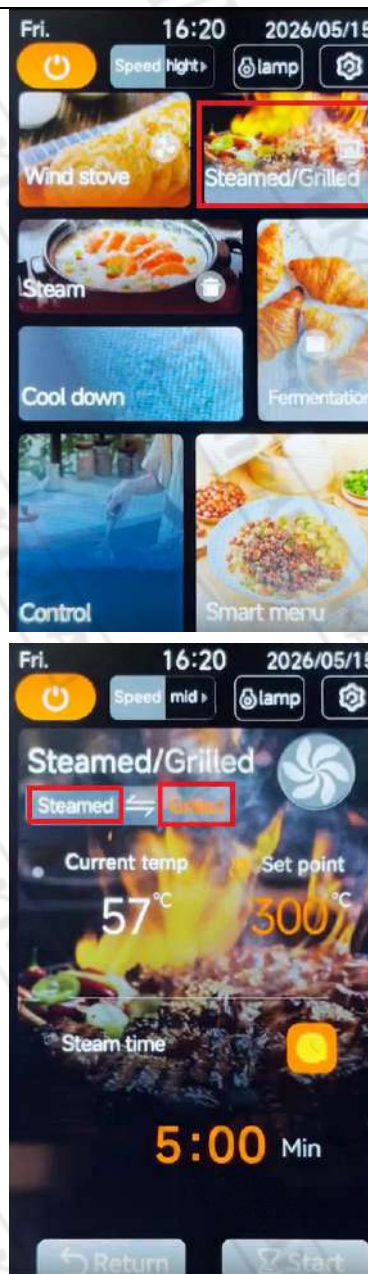 Fri. 16:20 2026/05/15
Speed hight lamp
Wind stove
Steamed/Grilled
Steam
Cool down
Fermentation
Control
Smart menu
Fri. 16:20 2026/05/15
Speed mid lamp
Steamed/Grilled
Steamed Grilled
Current temp Set point
57°C 300°C
Steam time
5:00 Min
Return Start